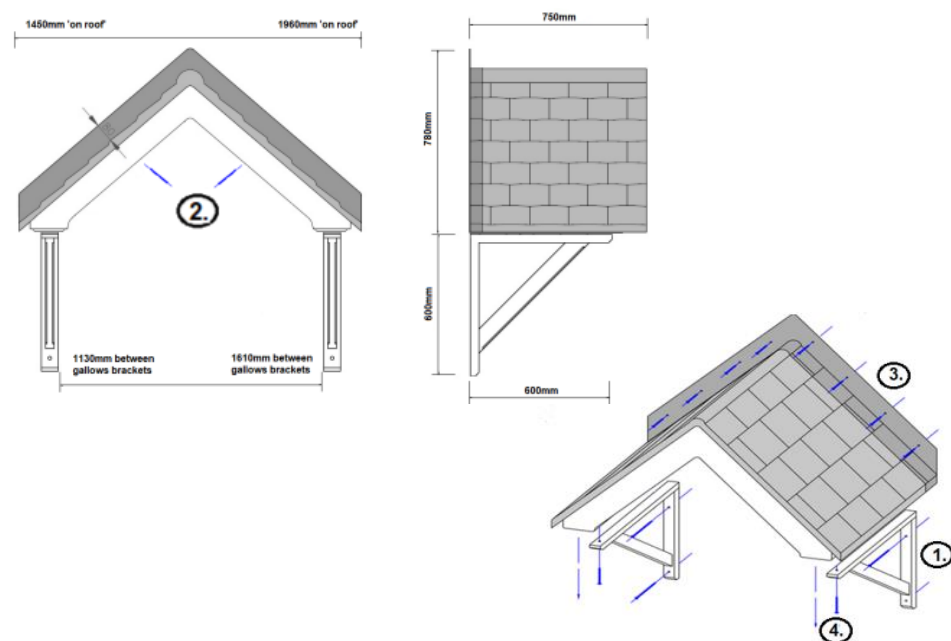 1450mm 'on roof'
1960mm 'on roof'
80
2.
1130mm between
gallows brackets
1610mm between
gallows brackets
750mm
780mm
600mm
600mm
3.
1.
4.